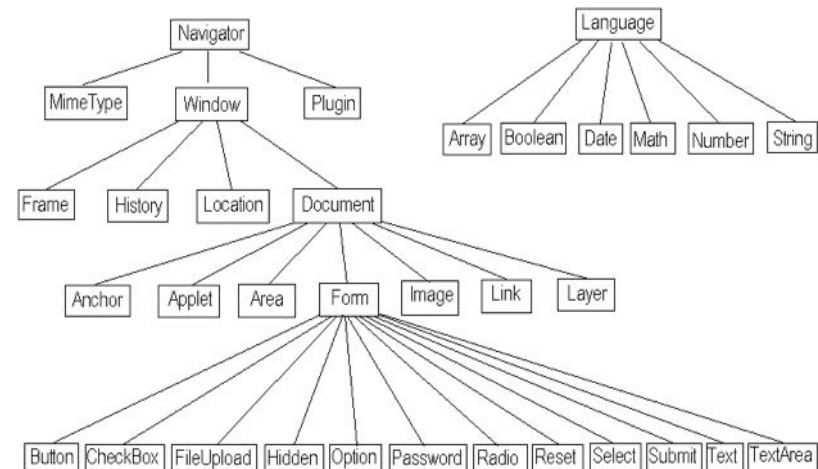 Navigator
Language
MimeType Window Plugin
Array Boolean Date Math Number String
Frame History Location Document
Anchor Applet Area Form Image Link Layer
Button CheckBox FileUpload Hidden Option Password Radio Reset Select Submit Text TextArea